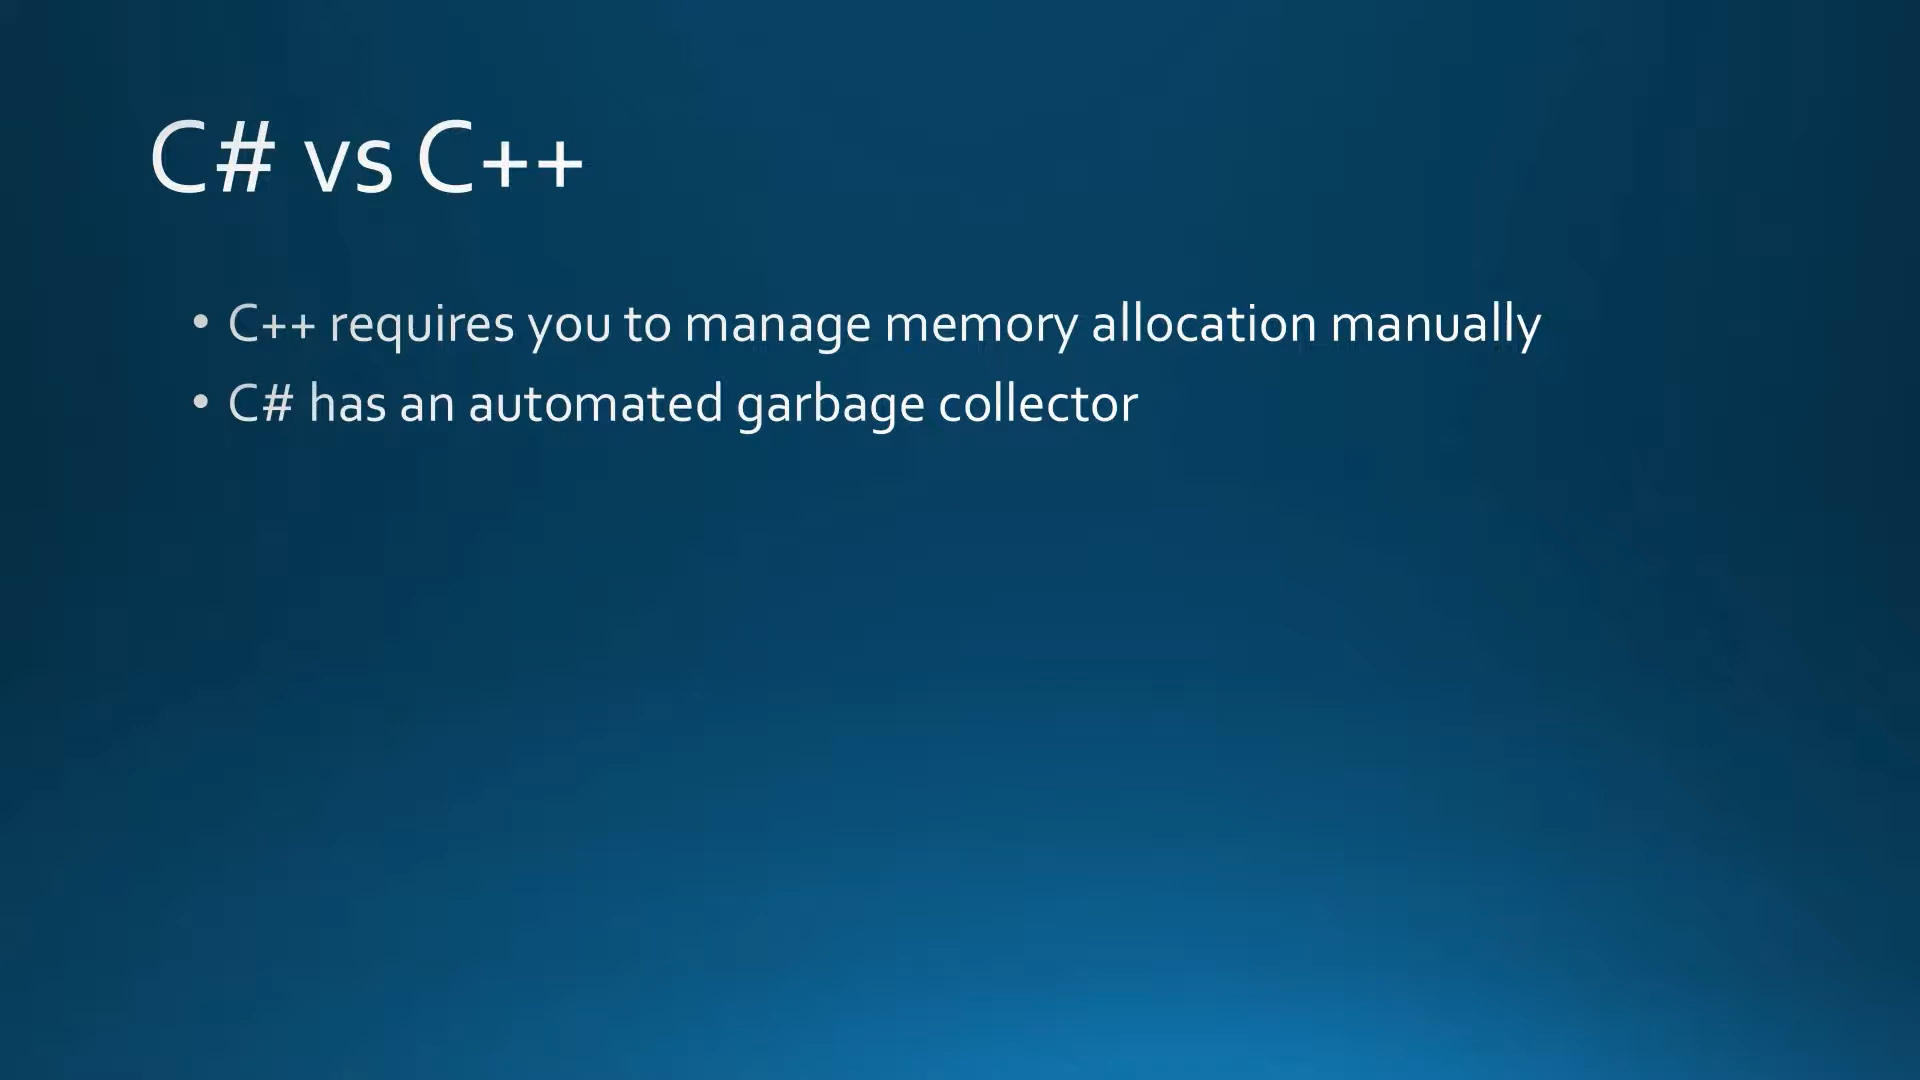 C# vs C++
• C++ requires you to manage memory allocation manually
• C# has an automated garbage collector